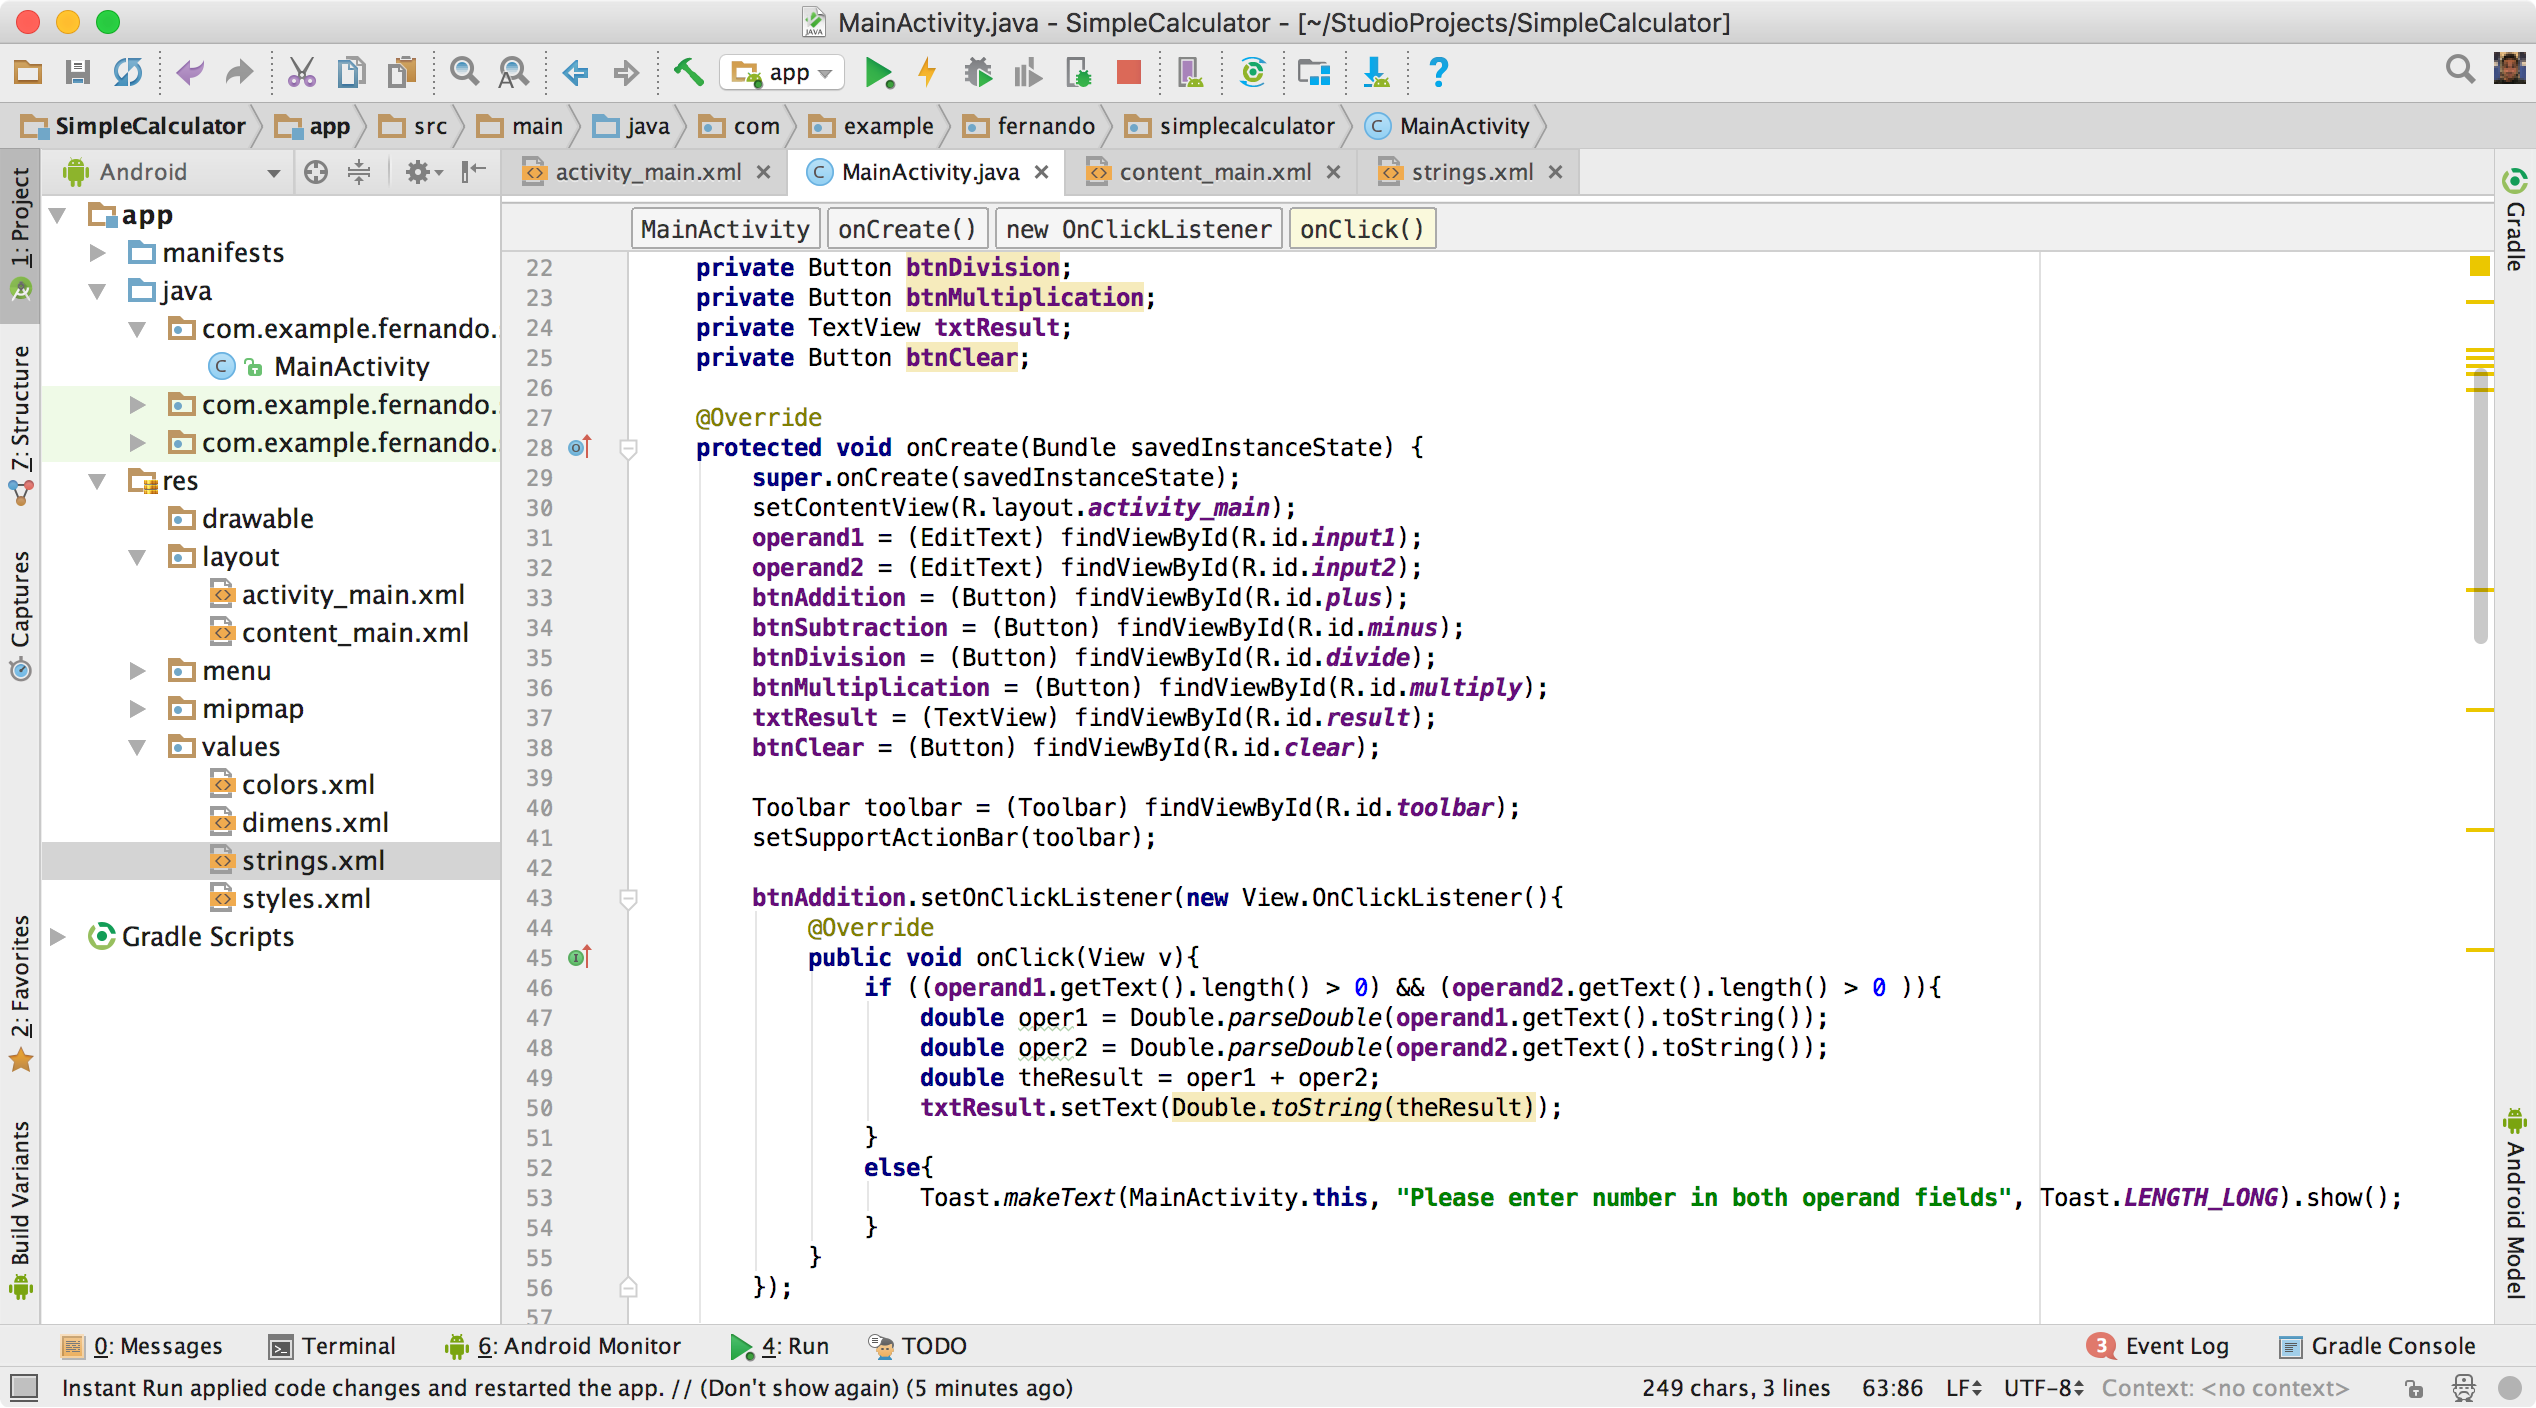 MainActivity.java - SimpleCalculator - [~/StudioProjects/SimpleCalculator]
app
SimpleCalculator app src main java com example fernando simplecalculator MainActivity
Android
activity_main.xml MainActivity.java content_main.xml strings.xml
1: Project
7: Structure
Captures
2: Favorites
Build Variants
app
manifests
java
com.example.fernando.
MainActivity
com.example.fernando.
com.example.fernando.
res
drawable
layout
activity_main.xml
content_main.xml
menu
mipmap
values
colors.xml
dimens.xml
strings.xml
styles.xml
Gradle Scripts
MainActivity onCreate() new OnClickListener onClick()
22 private Button btnDivision;
23 private Button btnMultiplication;
24 private TextView txtResult;
25 private Button btnClear;
26
27 @Override
28 protected void onCreate(Bundle savedInstanceState) {
29 super.onCreate(savedInstanceState);
30 setContentView(R.layout.activity_main);
31 operand1 = (EditText) findViewById(R.id.input1);
32 operand2 = (EditText) findViewById(R.id.input2);
33 btnAddition = (Button) findViewById(R.id.plus);
34 btnSubtraction = (Button) findViewById(R.id.minus);
35 btnDivision = (Button) findViewById(R.id.divide);
36 btnMultiplication = (Button) findViewById(R.id.multiply);
37 txtResult = (TextView) findViewById(R.id.result);
38 btnClear = (Button) findViewById(R.id.clear);
39
40 Toolbar toolbar = (Toolbar) findViewById(R.id.toolbar);
41 setSupportActionBar(toolbar);
42
43 btnAddition.setOnClickListener(new View.OnClickListener(){
44 @Override
45 public void onClick(View v){
46 if ((operand1.getText().length() > 0) && (operand2.getText().length() > 0 )){
47 double oper1 = Double.parseDouble(operand1.getText().toString());
48 double oper2 = Double.parseDouble(operand2.getText().toString());
49 double theResult = oper1 + oper2;
50 txtResult.setText(Double.toString(theResult));
51 }
52 else{
53 Toast.makeText(MainActivity.this, "Please enter number in both operand fields", Toast.LENGTH_LONG).show();
54 }
55 }
56 });
57
Gradle
Android Model
0: Messages Terminal 6: Android Monitor 4: Run TODO 3 Event Log Gradle Console
Instant Run applied code changes and restarted the app. // (Don't show again) (5 minutes ago) 249 chars, 3 lines 63:86 LF UTF-8 Context: <no context>